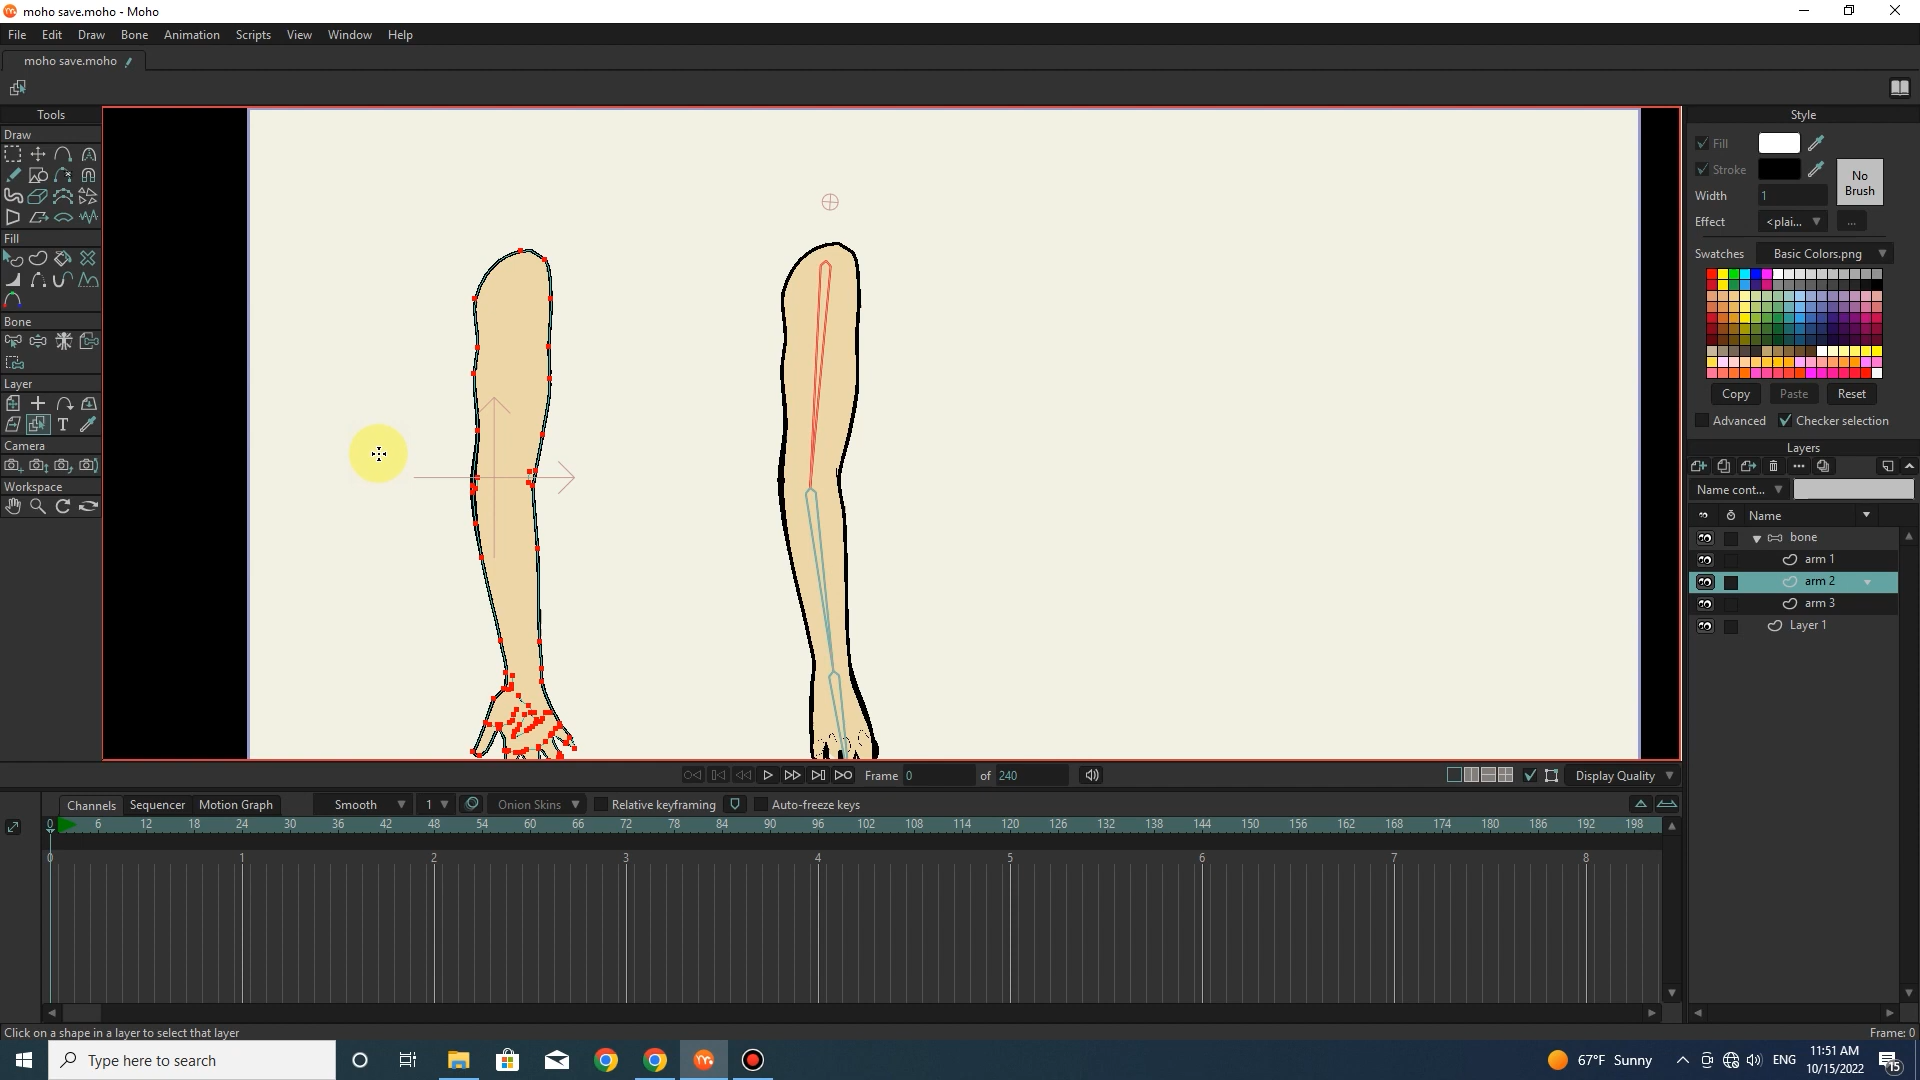 moho save.moho - Moho
File Edit Draw Bone Animation Scripts View Window Help
moho save.moho
Tools
Draw
Fill
Bone
Layer
T
Camera
Workspace
Style
Fill
Stroke
No
Brush
Width 1
Effect <plai... ...
Swatches Basic Colors.png
Copy Paste Reset
Advanced Checker selection
Layers
Name cont...
Name
bone
arm 1
arm 2
arm 3
Layer 1
Frame 0 of 240 Display Quality
Channels Sequencer Motion Graph Smooth 1 Onion Skins Relative keyframing Auto-freeze keys
0 6 12 18 24 30 36 42 48 54 60 66 72 78 84 90 96 102 108 114 120 126 132 138 144 150 156 162 168 174 180 186 192 198
0 1 2 3 4 5 6 7 8
Click on a shape in a layer to select that layer Frame: 0
Type here to search 67°F Sunny ENG 11:51 AM
10/15/2022
15